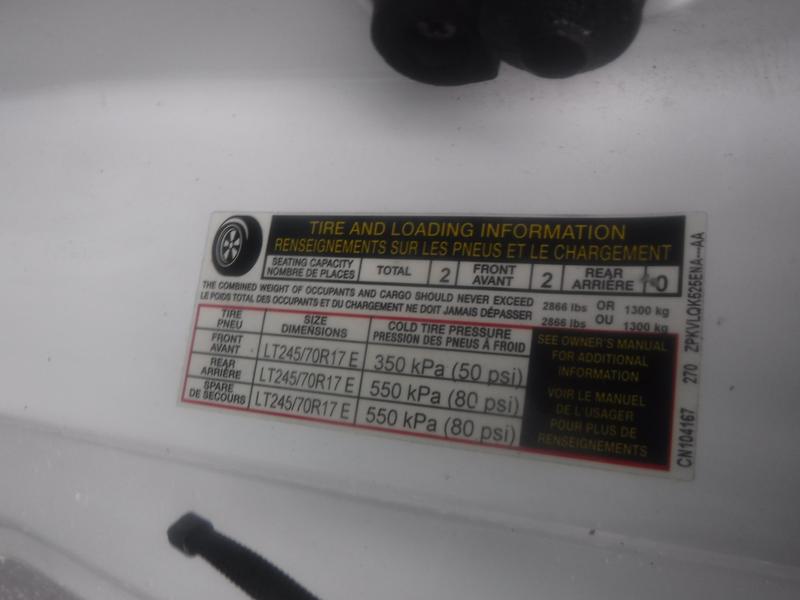 TIRE AND LOADING INFORMATION
RENSEIGNEMENTS SUR LES PNEUS ET LE CHARGEMENT
SEATING CAPACITY
NOMBRE DE PLACES
TOTAL 2
FRONT
AVANT 2
REAR
ARRIÈRE 0
THE COMBINED WEIGHT OF OCCUPANTS AND CARGO SHOULD NEVER EXCEED 2866 lbs OR 1300 kg
LE POIDS TOTAL DES OCCUPANTS ET DU CHARGEMENT NE DOIT JAMAIS DÉPASSER 2866 lbs OU 1300 kg
TIRE
PNEU
SIZE
DIMENSIONS
COLD TIRE PRESSURE
PRESSION DES PNEUS À FROID
FRONT
AVANT
LT245/70R17 E
350 kPa (50 psi)
REAR
ARRIÈRE
LT245/70R17 E
550 kPa (80 psi)
SPARE
DE SECOURS
LT245/70R17 E
550 kPa (80 psi)
SEE OWNER'S MANUAL
FOR ADDITIONAL
INFORMATION
VOIR LE MANUEL
DE L'USAGER
POUR PLUS DE
RENSEIGNEMENTS
CN104167 270 ZPKVLQK525ENA—AA